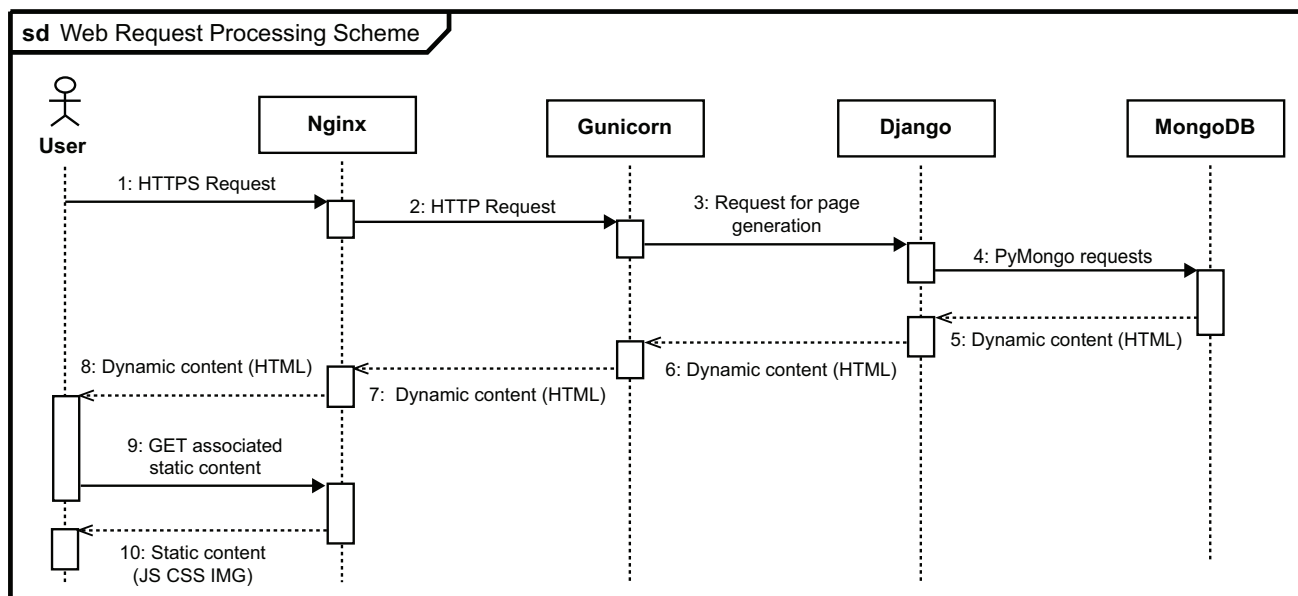 sd Web Request Processing Scheme
User
Nginx
Gunicorn
Django
MongoDB
1: HTTPS Request
2: HTTP Request
3: Request for page
generation
4: PyMongo requests
5: Dynamic content (HTML)
6: Dynamic content (HTML)
7: Dynamic content (HTML)
8: Dynamic content (HTML)
9: GET associated
static content
10: Static content
(JS CSS IMG)